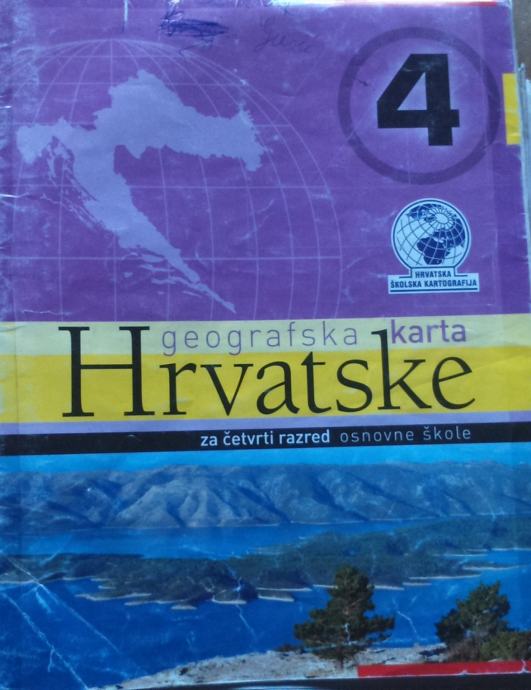 4
HRVATSKA
ŠKOLSKA KARTOGRAFIJA
geografska karta
Hrvatske
za četvrti razred osnovne škole